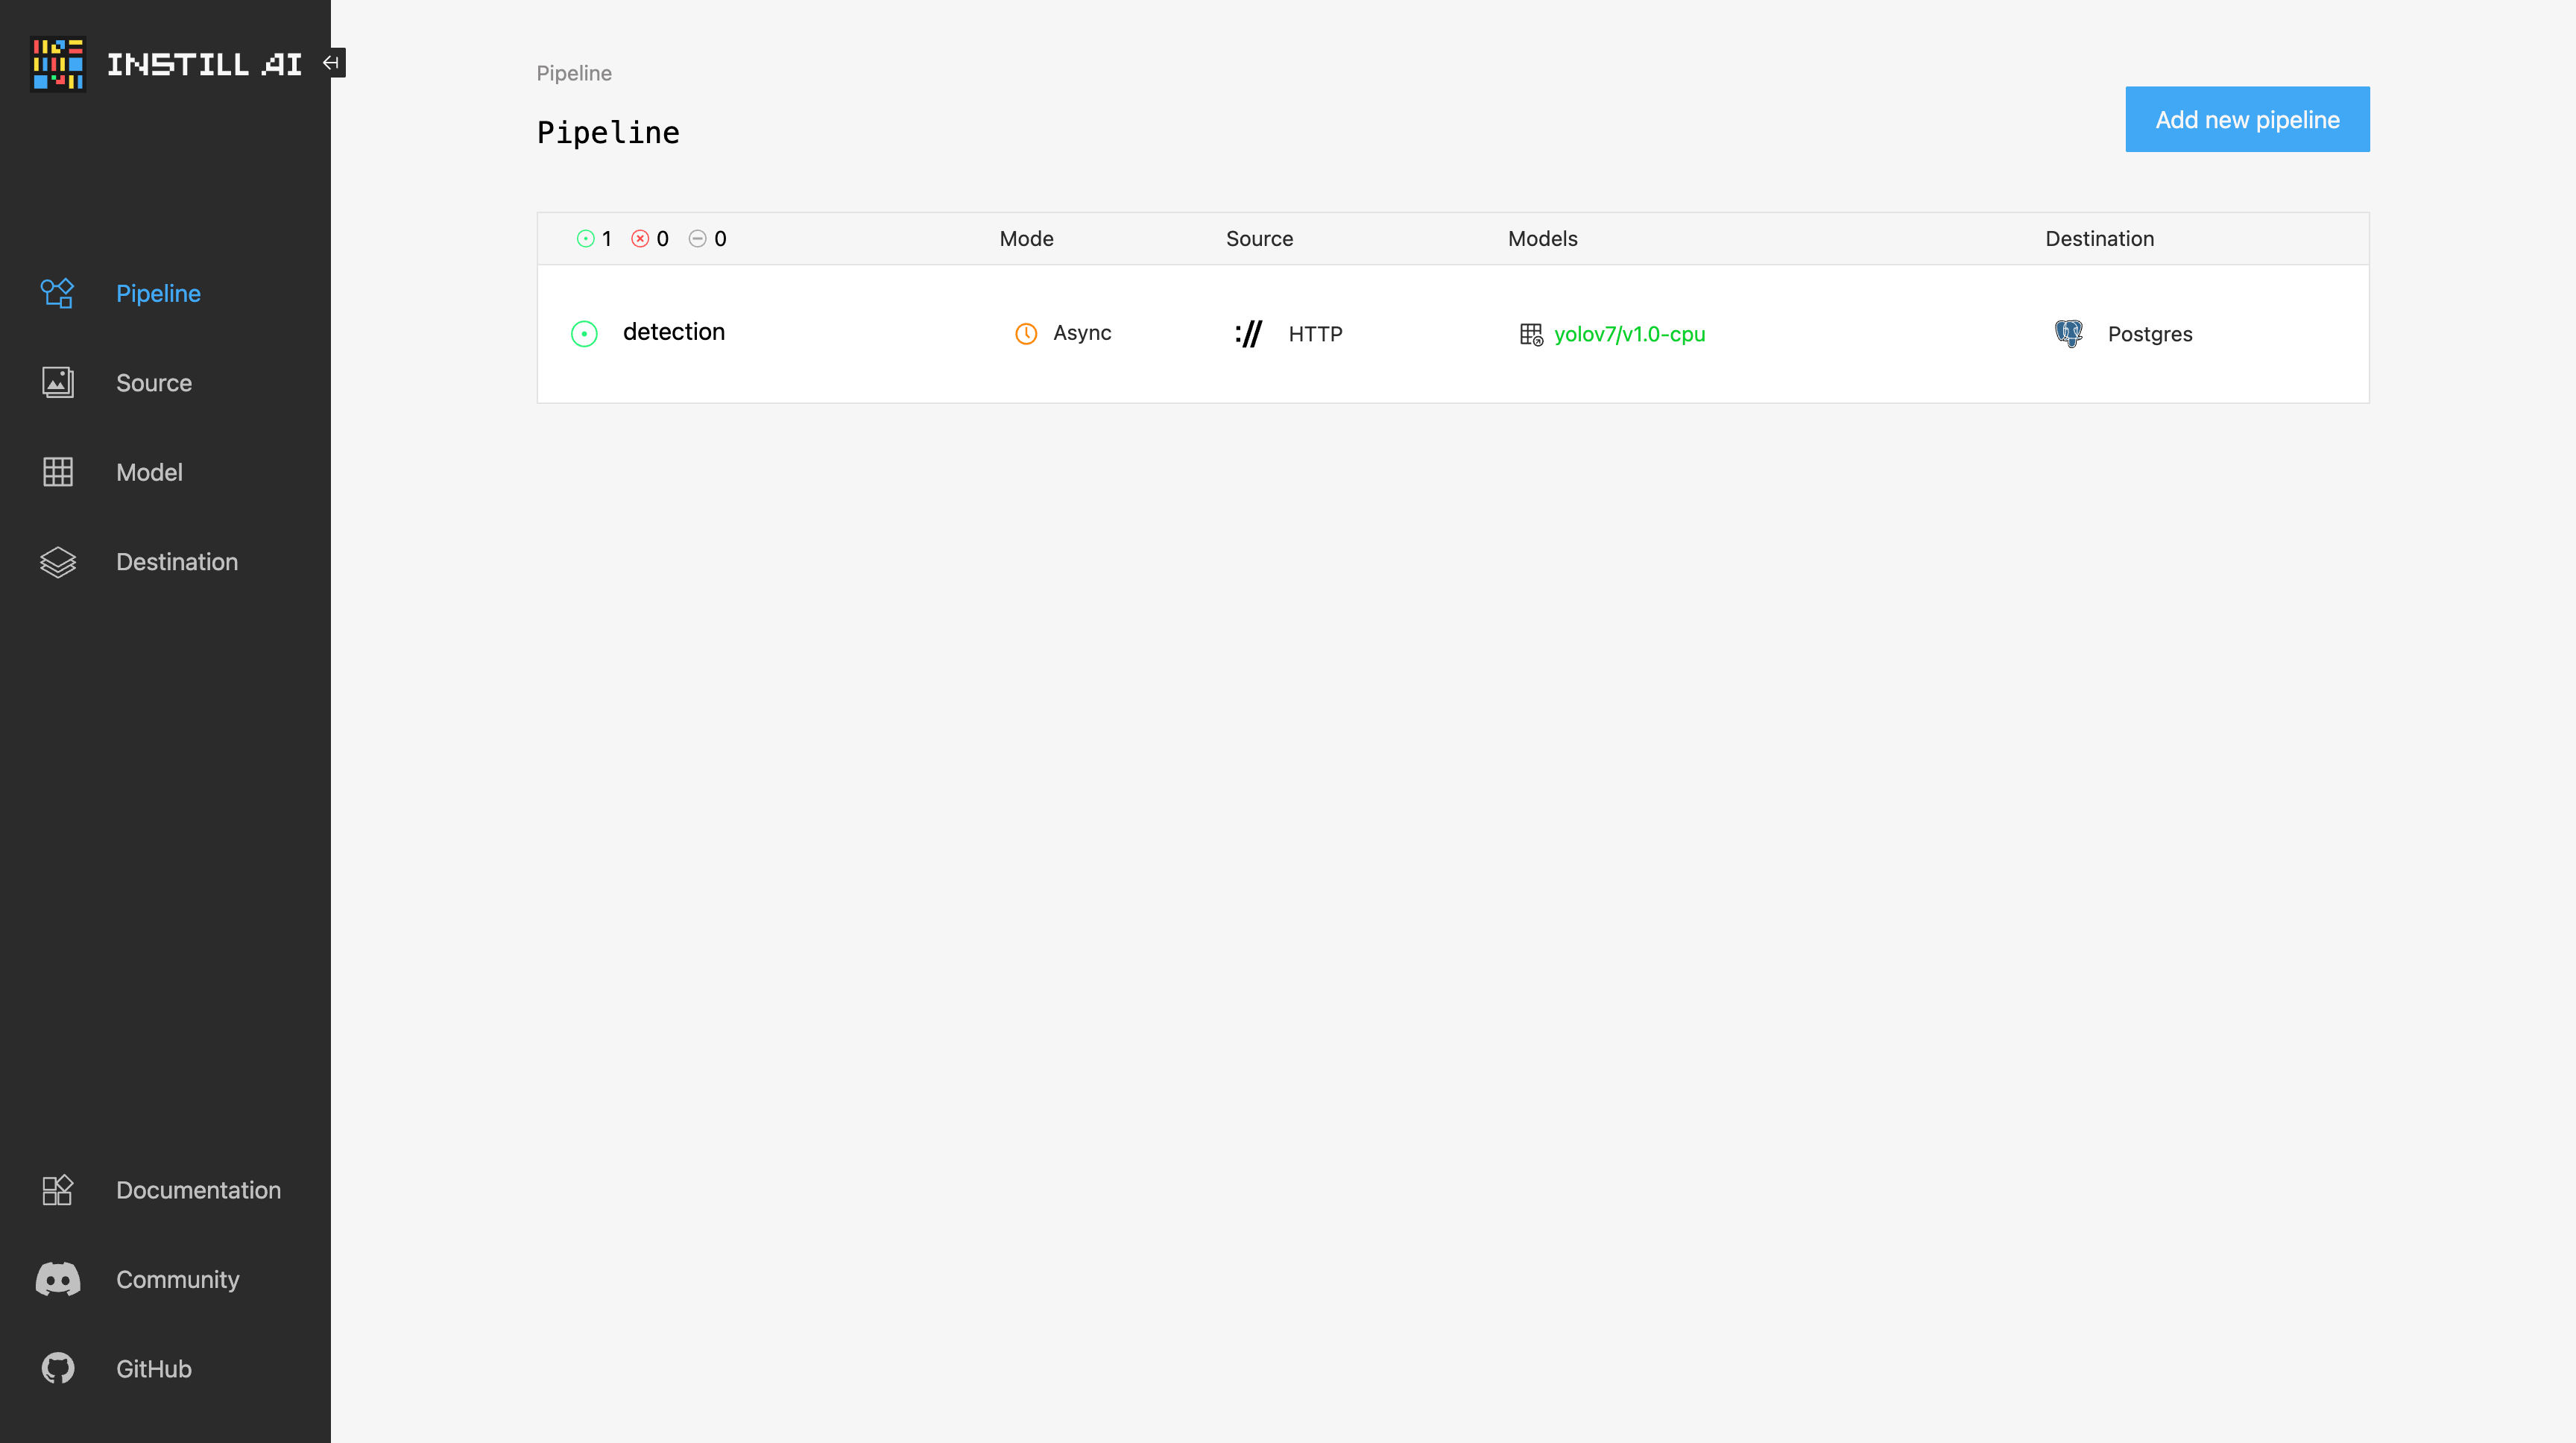 INSTILL AI
Pipeline
Source
Model
Destination
Documentation
Community
GitHub
Pipeline
Pipeline
Add new pipeline
1 0 0 Mode Source Models Destination
detection Async :// HTTP yolov7/v1.0-cpu Postgres